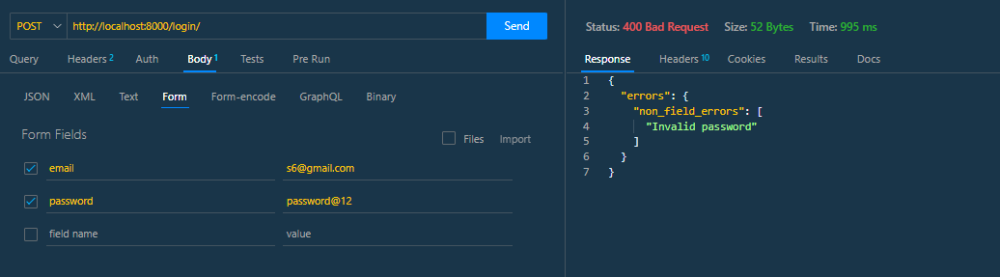 POST http://localhost:8000/login/ Send
Query Headers 2 Auth Body 1 Tests Pre Run
JSON XML Text Form Form-encode GraphQL Binary
Form Fields
Files Import
email s6@gmail.com
password password@12
field name value
Status: 400 Bad Request Size: 52 Bytes Time: 995 ms
Response Headers 10 Cookies Results Docs
1 {
2 "errors": {
3 "non_field_errors": [
4 "Invalid password"
5 ]
6 }
7 }